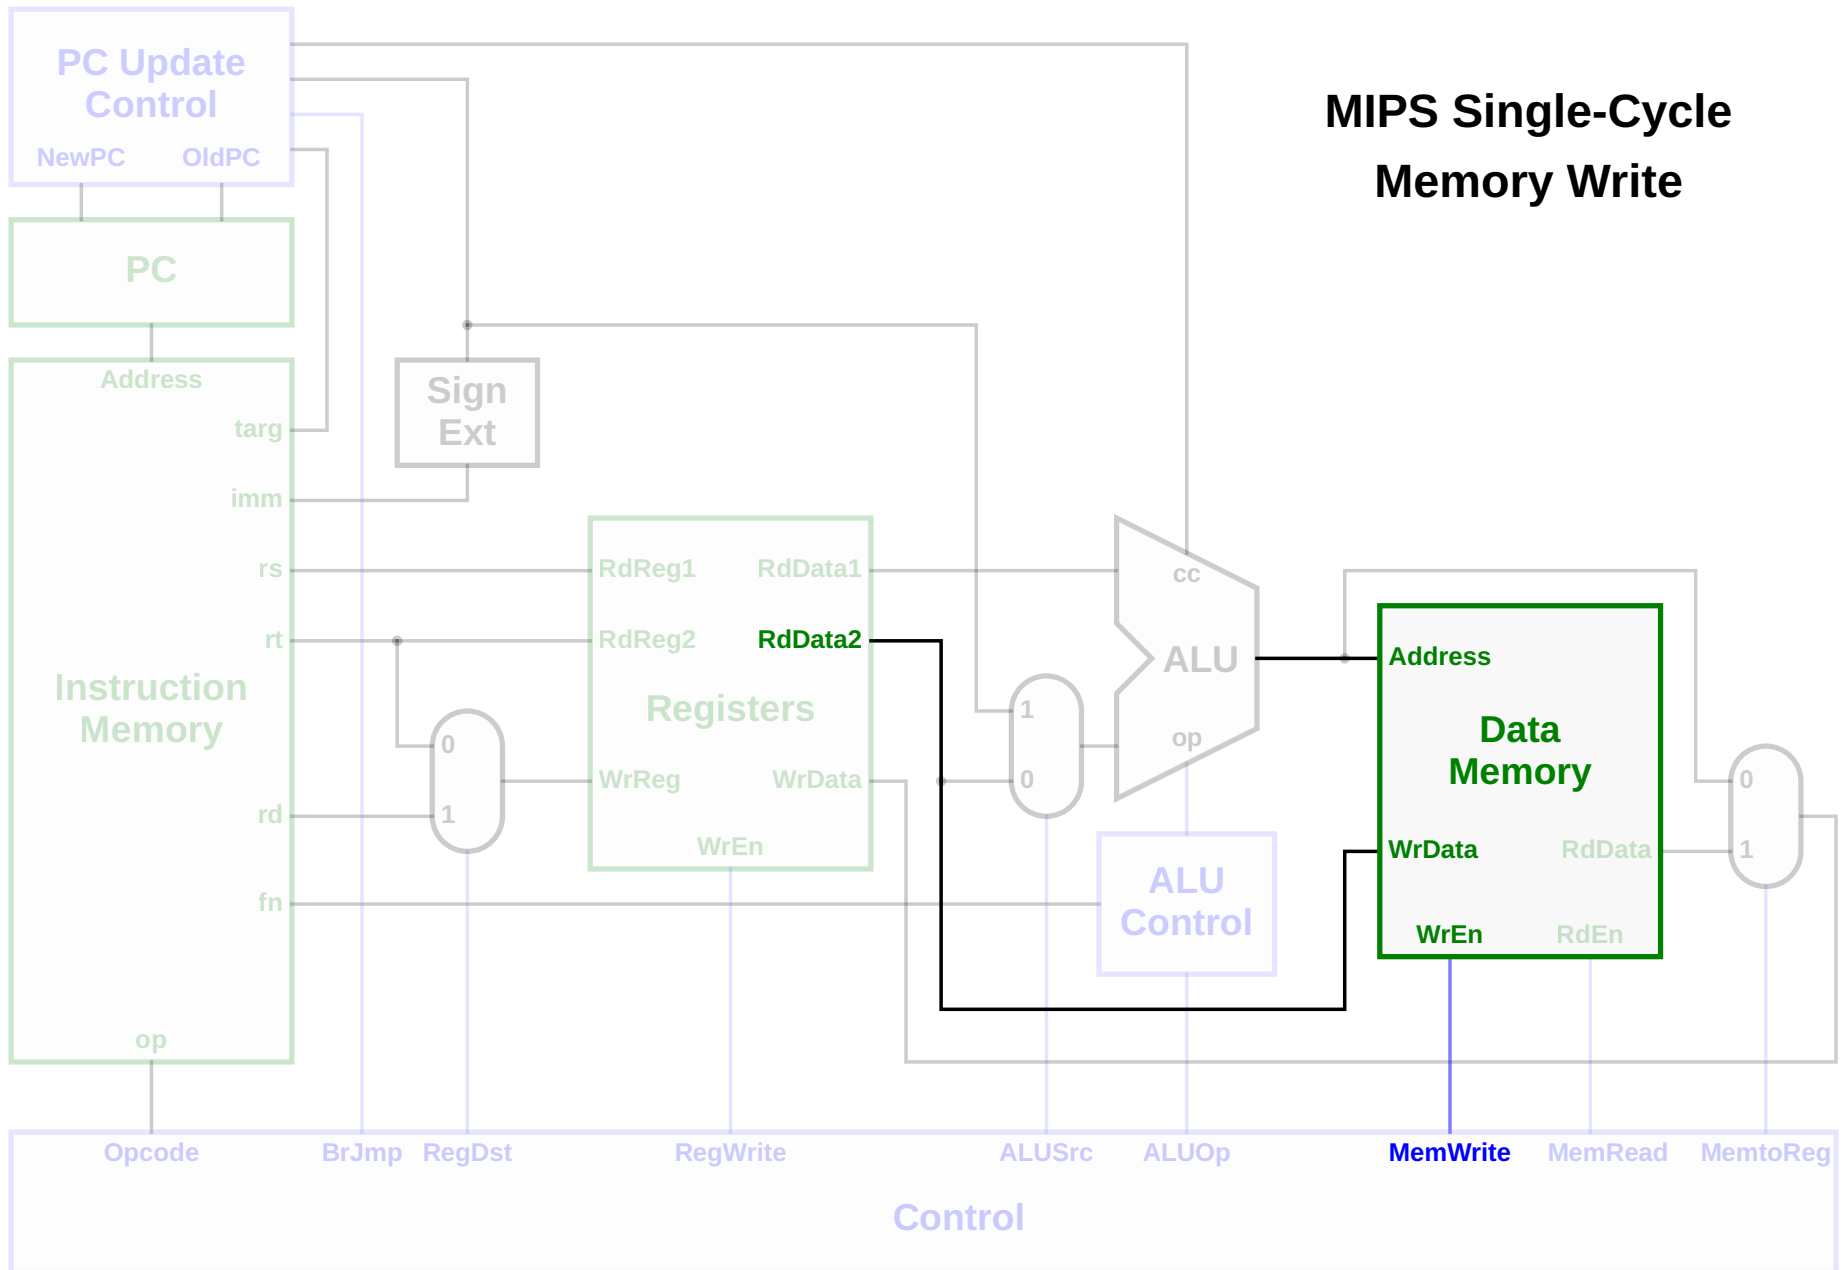 MIPS Single-Cycle
Memory Write
PC Update
Control
NewPC
OldPC
PC
Address
targ
imm
rs
rt
rd
fn
Instruction
Memory
op
Sign
Ext
0
1
RdReg1
RdData1
RdReg2
RdData2
Registers
WrReg
WrData
WrEn
1
0
cc
ALU
op
ALU
Control
Address
Data
Memory
WrData
RdData
WrEn
RdEn
0
1
Opcode
BrJmp
RegDst
RegWrite
ALUSrc
ALUOp
MemWrite
MemRead
MemtoReg
Control